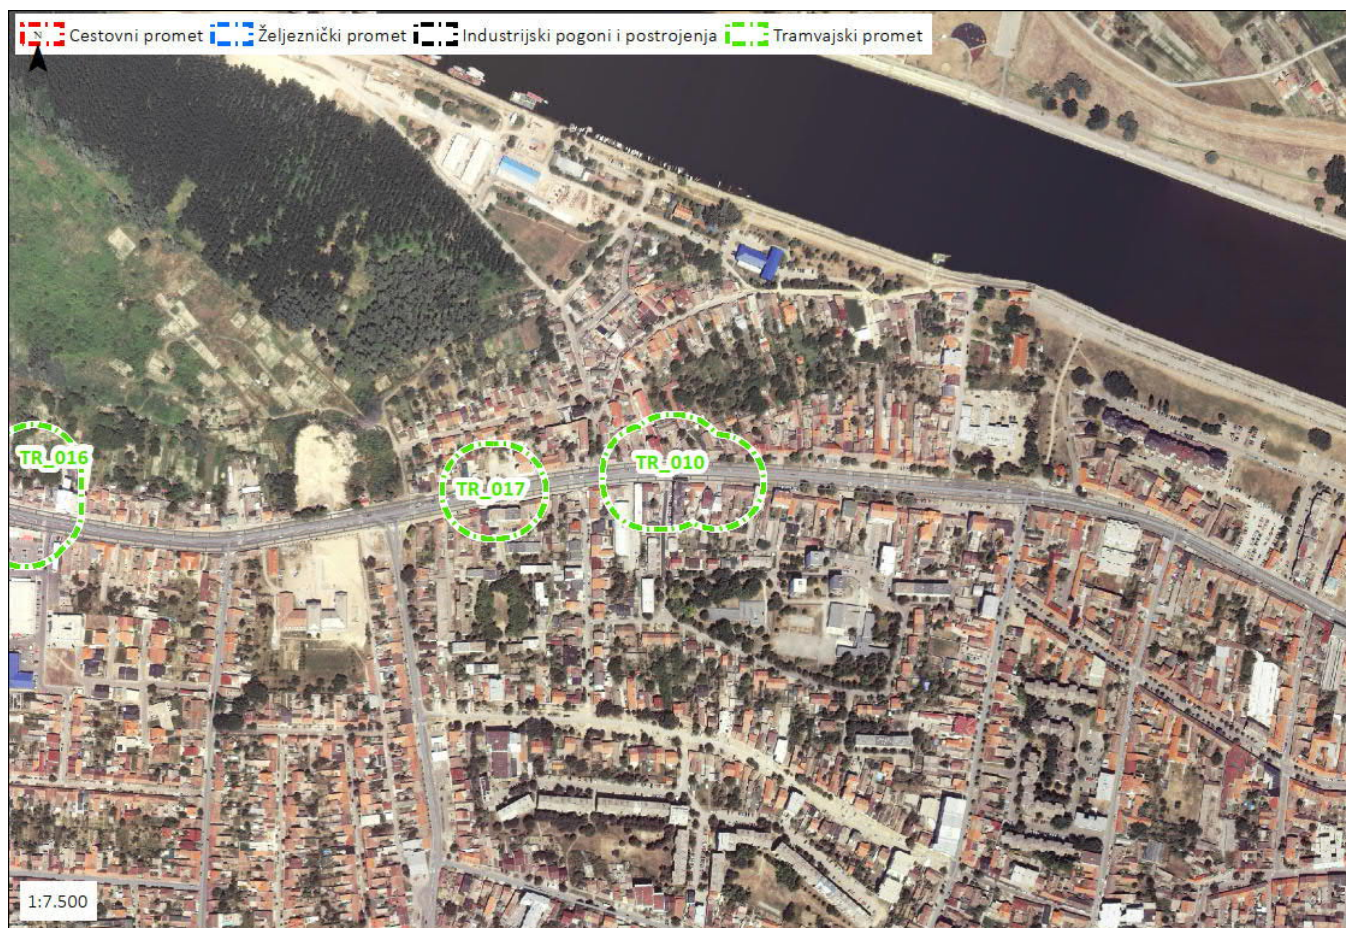 N
Cestovni promet Željeznički promet Industrijski pogoni i postrojenja Tramvajski promet
TR_016
TR_010
TR_017
1:7.500